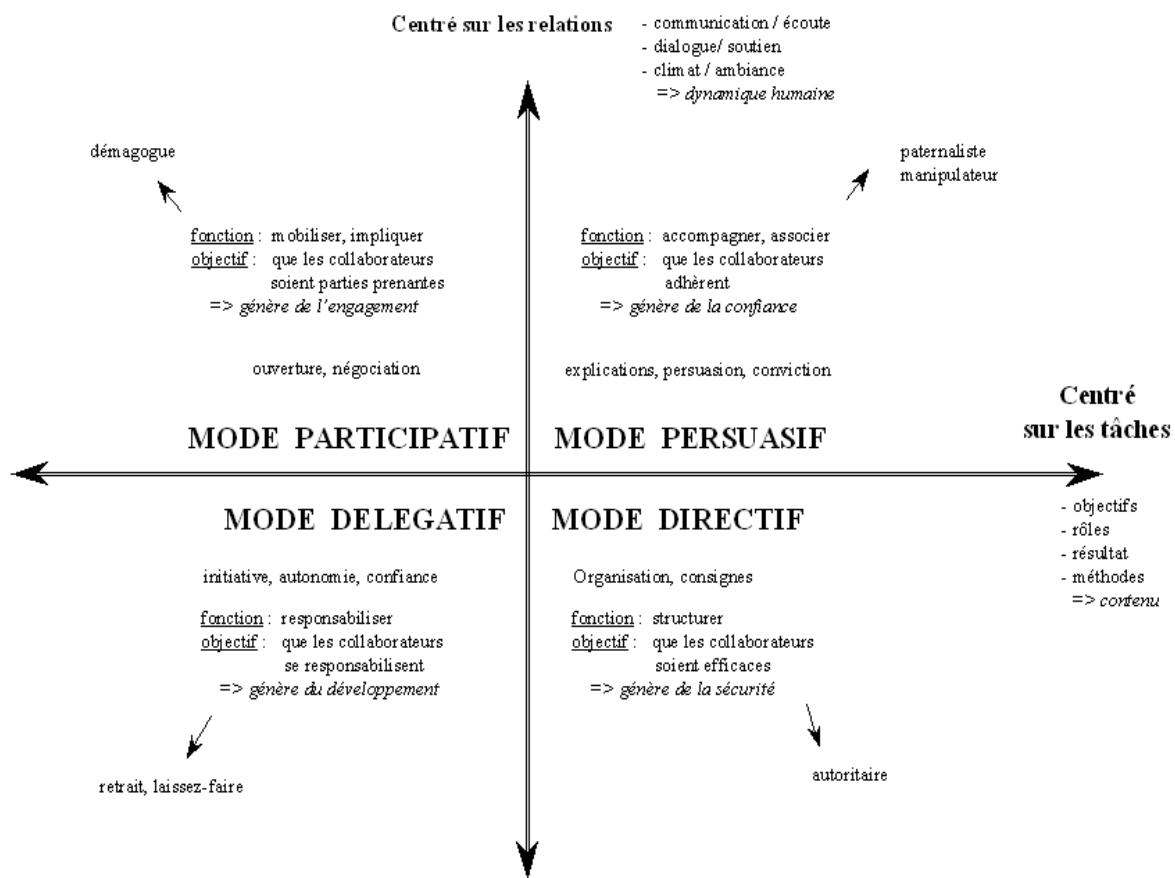 Centré sur les relations
- communication / écoute
- dialogue/ soutien
- climat / ambiance
=> dynamique humaine
démagogue
paternaliste
manipulateur
fonction : mobiliser, impliquer
objectif : que les collaborateurs
soient parties prenantes
=> génère de l'engagement
fonction : accompagner, associer
objectif : que les collaborateurs
adhèrent
=> génère de la confiance
ouverture, négociation
explications, persuasion, conviction
MODE PARTICIPATIF
MODE PERSUASIF
Centré
sur les tâches
MODE DELEGATIF
MODE DIRECTIF
- objectifs
- rôles
- résultat
- méthodes
=> contenu
initiative, autonomie, confiance
fonction : responsabiliser
objectif : que les collaborateurs
se responsabilisent
=> génère du développement
Organisation, consignes
fonction : structurer
objectif : que les collaborateurs
soient efficaces
=> génère de la sécurité
retrait, laissez-faire
autoritaire